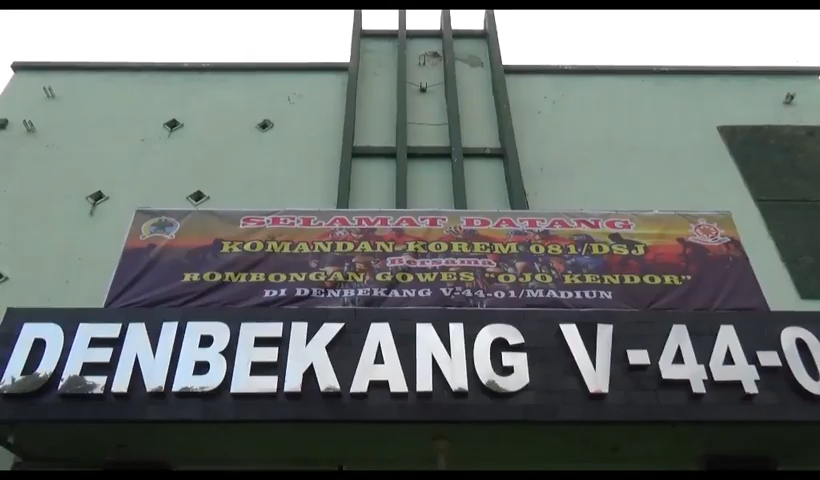 SELAMAT DATANG
KOMANDAN KOREM 081/DSJ
Bersama
ROMBONGAN GOWES "OJO KENDOR"
DI DENBEKANG V-44-01/MADIUN
DENBEKANG V-44-0